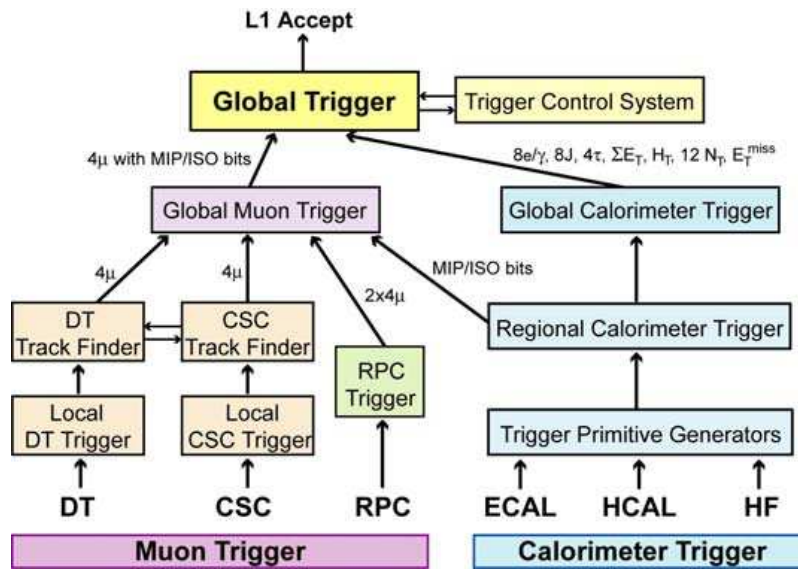 L1 Accept
Global Trigger
Trigger Control System
4μ with MIP/ISO bits
8e/γ, 8J, 4τ, ΣE_T, H_T, 12 N_T, E_T^miss
Global Muon Trigger
Global Calorimeter Trigger
4μ
4μ
MIP/ISO bits
2x4μ
DT
Track Finder
CSC
Track Finder
Regional Calorimeter Trigger
RPC
Trigger
Local
DT Trigger
Local
CSC Trigger
Trigger Primitive Generators
DT
CSC
RPC
ECAL
HCAL
HF
Muon Trigger
Calorimeter Trigger